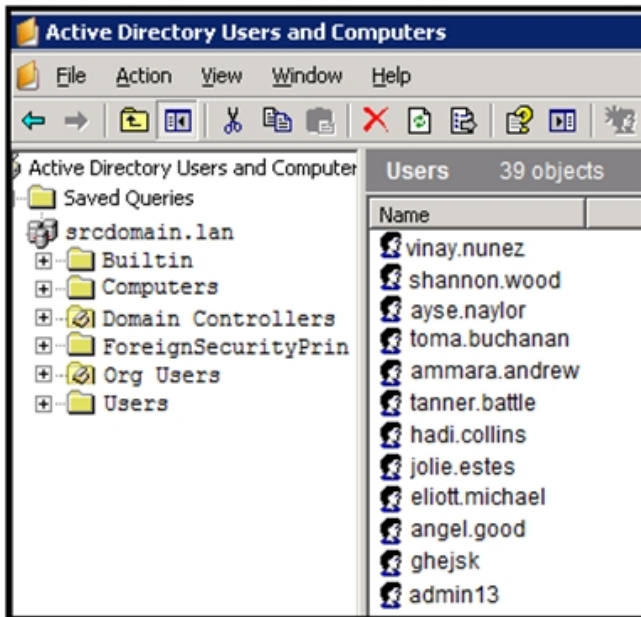 Active Directory Users and Computers
File Action View Window Help
Active Directory Users and Computer
Saved Queries
srcdomain.lan
Builtin
Computers
Domain Controllers
ForeignSecurityPrin
Org Users
Users
Users 39 objects
Name
vinay.nunez
shannon.wood
ayse.naylor
toma.buchanan
ammara.andrew
tanner.battle
hadi.collins
jolie.estes
eliott.michael
angel.good
ghejsk
admin13